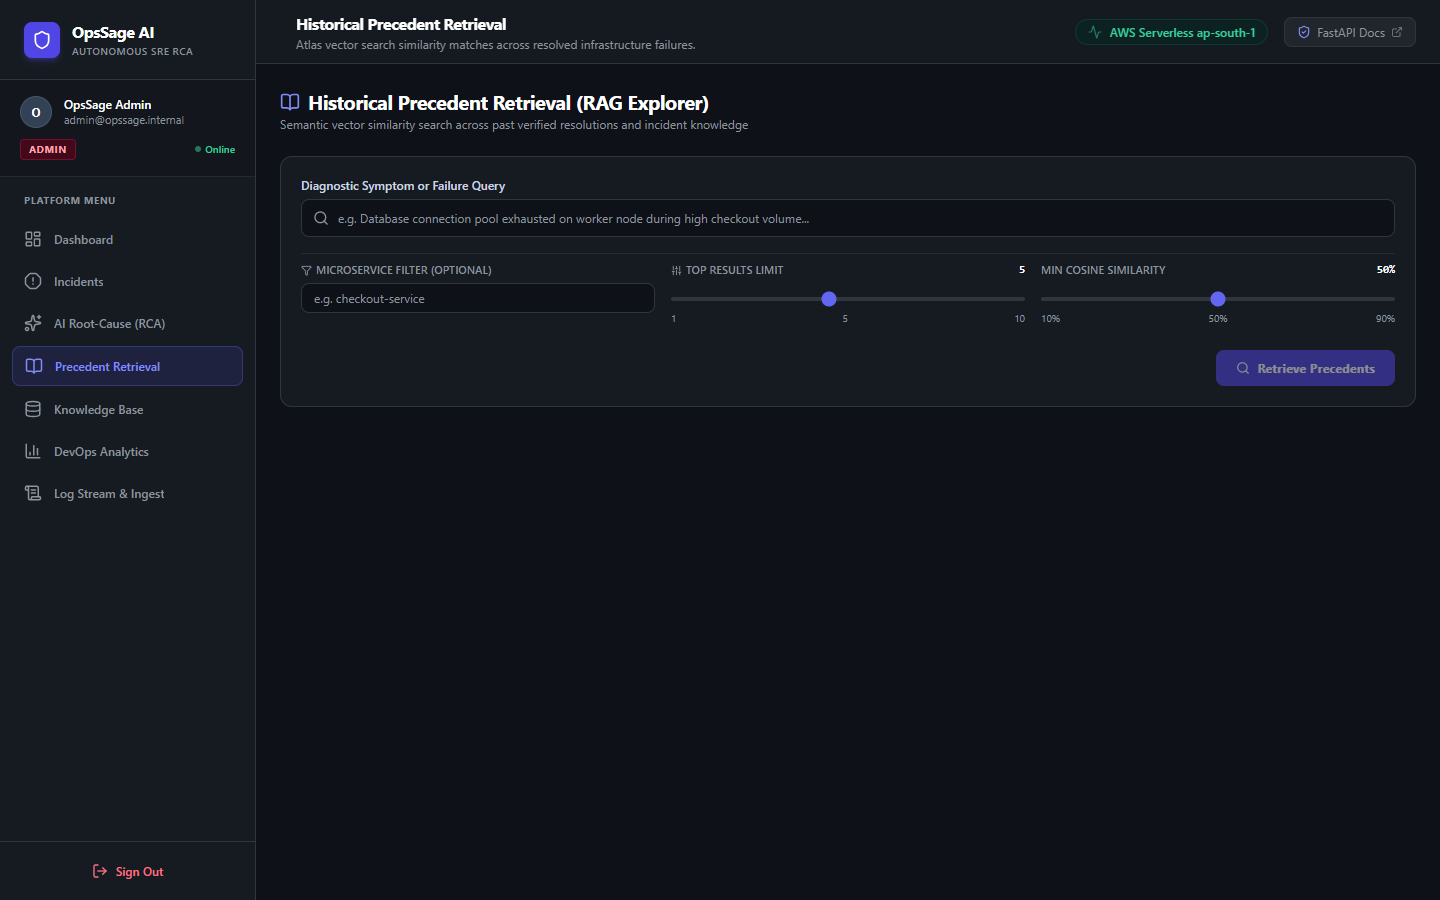 OpsSage AI
AUTONOMOUS SRE RCA
O
OpsSage Admin
admin@opssage.internal
ADMIN
Online
PLATFORM MENU
Dashboard
Incidents
AI Root-Cause (RCA)
Precedent Retrieval
Knowledge Base
DevOps Analytics
Log Stream & Ingest
Sign Out
Historical Precedent Retrieval
Atlas vector search similarity matches across resolved infrastructure failures.
AWS Serverless ap-south-1
FastAPI Docs
Historical Precedent Retrieval (RAG Explorer)
Semantic vector similarity search across past verified resolutions and incident knowledge
Diagnostic Symptom or Failure Query
e.g. Database connection pool exhausted on worker node during high checkout volume...
MICROSERVICE FILTER (OPTIONAL)
e.g. checkout-service
TOP RESULTS LIMIT 5
1 5 10
MIN COSINE SIMILARITY 50%
10% 50% 90%
Retrieve Precedents